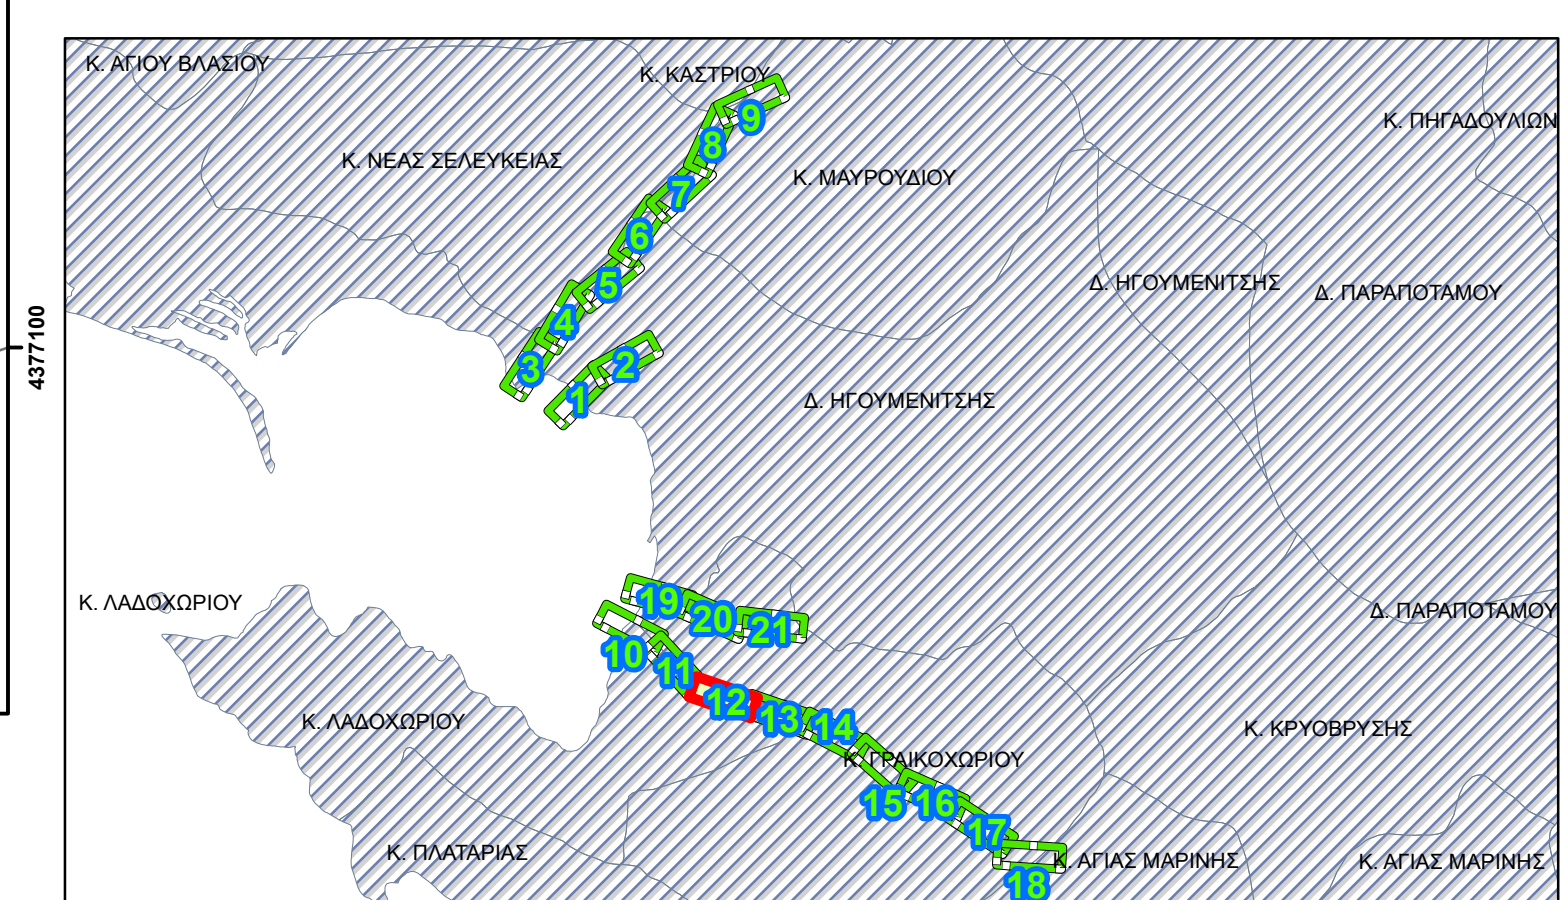 Κ. ΑΓΙΟΥ ΒΛΑΣΙΟΥ
Κ. ΚΑΣΤΡΙΟΥ
9
Κ. ΠΗΓΑΔΟΥΛΙΩΝ
8
Κ. ΝΕΑΣ ΣΕΛΕΥΚΕΙΑΣ
Κ. ΜΑΥΡΟΥΔΙΟΥ
7
6
Δ. ΗΓΟΥΜΕΝΙΤΣΗΣ
5
Δ. ΠΑΡΑΠΟΤΑΜΟΥ
4
4377100
2
3
1
Δ. ΗΓΟΥΜΕΝΙΤΣΗΣ
Κ. ΛΑΔΟΧΩΡΙΟΥ
19
Δ. ΠΑΡΑΠΟΤΑΜΟΥ
20
21
10
11
12
13
Κ. ΛΑΔΟΧΩΡΙΟΥ
14
Κ. ΚΡΥΟΒΡΥΣΗΣ
Κ. ΓΡΑΙΚΟΧΩΡΙΟΥ
15
16
17
Κ. ΠΛΑΤΑΡΙΑΣ
Κ. ΑΓΙΑΣ ΜΑΡΙΝΗΣ
Κ. ΑΓΙΑΣ ΜΑΡΙΝΗΣ
18